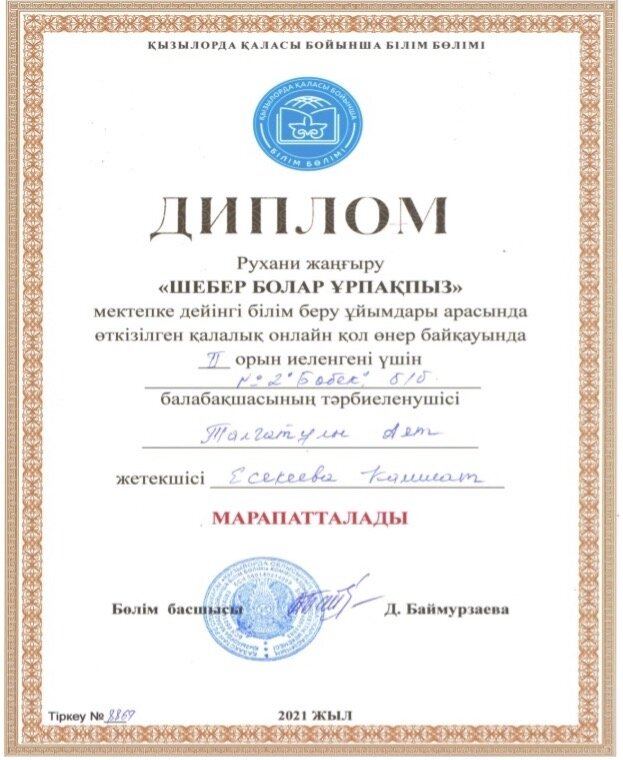 ҚЫЗЫЛОРДА ҚАЛАСЫ БОЙЫНША БІЛІМ БӨЛІМІ
ҚЫЗЫЛОРДА ҚАЛАСЫ БОЙЫНША
БІЛІМ БӨЛІМІ
ДИПЛОМ
Рухани жаңғыру
«ШЕБЕР БОЛАР ҰРПАҚПЫЗ»
мектепке дейінгі білім беру ұйымдары арасында
өткізілген қалалық онлайн қол өнер байқауында
II орын иеленгені үшін
№2 "Бөбек" б/б
балабақшасының тәрбиеленушісі
Талғатұлы
жетекшісі Есекеева Камшат
МАРАПАТТАЛАДЫ
Бөлім басшысы Д. Баймурзаева
Тіркеу № 2021 ЖЫЛ